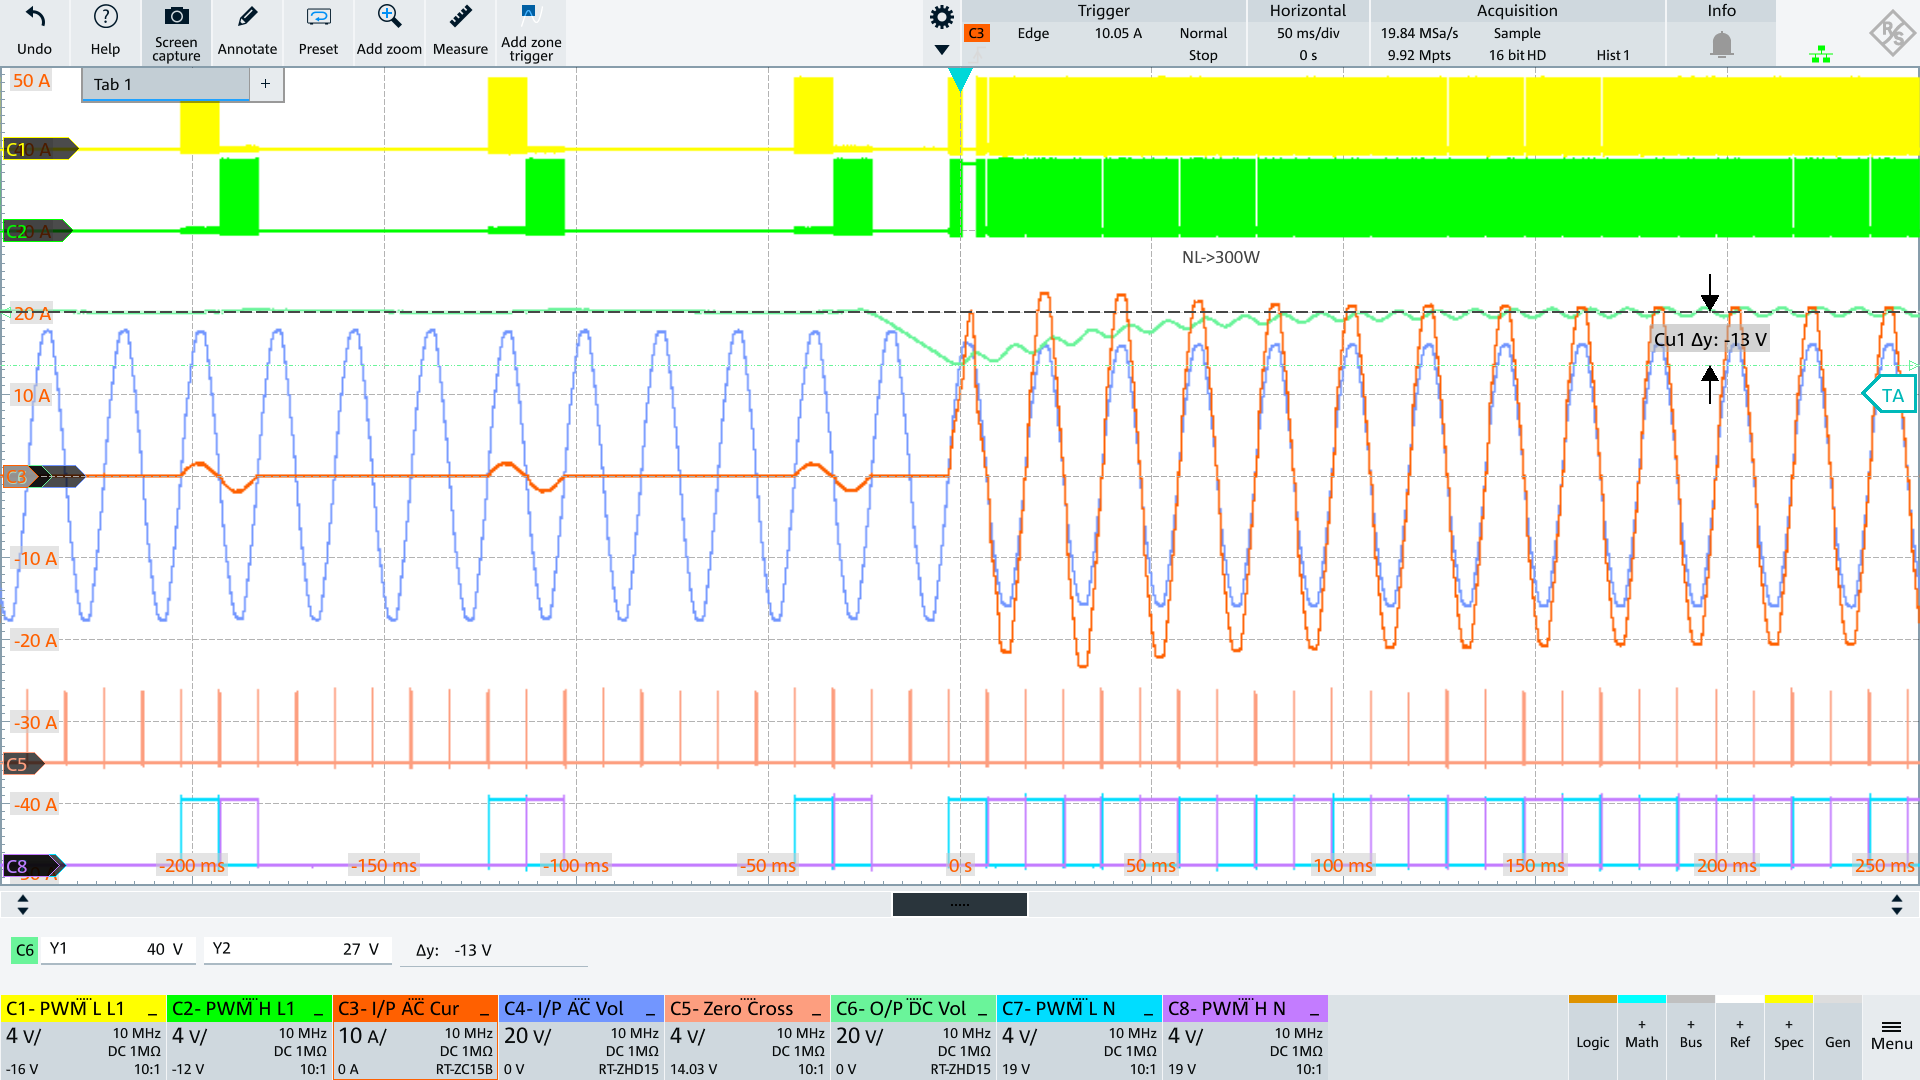 Undo
Help
Screen capture
Annotate
Preset
Add zoom
Measure
Add zone trigger
Trigger
C3 Edge 10.05 A Normal
Stop
Horizontal
50 ms/div
0 s
Acquisition
19.84 MSa/s Sample
9.92 Mpts 16 bit HD Hist 1
Info
Tab 1 +
50 A
C1
C2
NL->300W
20 A
Cu1 Δy: -13 V
10 A
TA
C3
-10 A
-20 A
-30 A
C5
-40 A
C8
-200 ms -150 ms -100 ms -50 ms 0 s 50 ms 100 ms 150 ms 200 ms 250 ms
C6 Y1 40 V Y2 27 V Δy: -13 V
C1- PWM L L1
4 V/ 10 MHz
DC 1MΩ
-16 V 10:1
C2- PWM H L1
4 V/ 10 MHz
DC 1MΩ
-12 V 10:1
C3- I/P AC Cur
10 A/ 10 MHz
DC 1MΩ
0 A RT-ZC15B
C4- I/P AC Vol
20 V/ 10 MHz
DC 1MΩ
0 V RT-ZHD15
C5- Zero Cross
4 V/ 10 MHz
DC 1MΩ
14.03 V 10:1
C6- O/P DC Vol
20 V/ 10 MHz
DC 1MΩ
0 V RT-ZHD15
C7- PWM L N
4 V/ 10 MHz
DC 1MΩ
19 V 10:1
C8- PWM H N
4 V/ 10 MHz
DC 1MΩ
19 V 10:1
Logic
+ Math
+ Bus
+ Ref
+ Spec
Gen
Menu